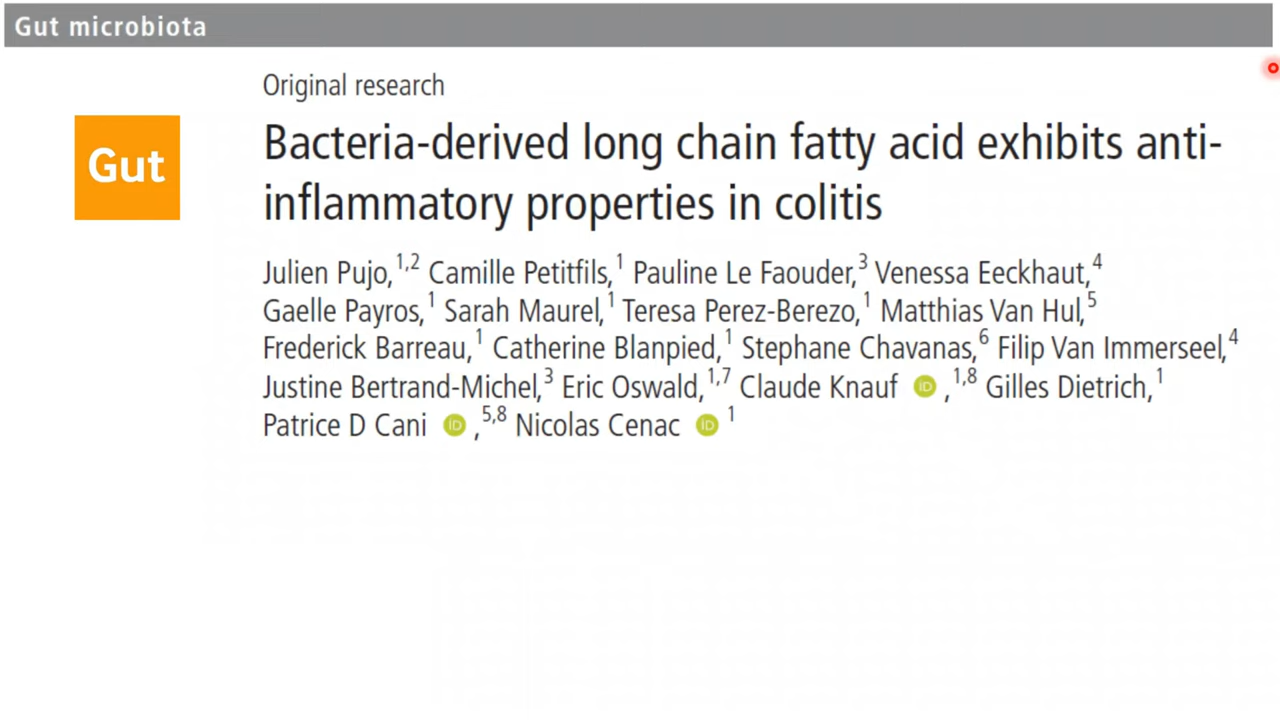 Gut microbiota
Original research
Gut
Bacteria-derived long chain fatty acid exhibits anti-
inflammatory properties in colitis
Julien Pujo,1,2 Camille Petitfils,1 Pauline Le Faouder,3 Venessa Eeckhaut,4
Gaelle Payros,1 Sarah Maurel,1 Teresa Perez-Berezo,1 Matthias Van Hul,5
Frederick Barreau,1 Catherine Blanpied,1 Stephane Chavanas,6 Filip Van Immerseel,4
Justine Bertrand-Michel,3 Eric Oswald,1,7 Claude Knauf iD ,1,8 Gilles Dietrich,1
Patrice D Cani iD ,5,8 Nicolas Cenac iD 1